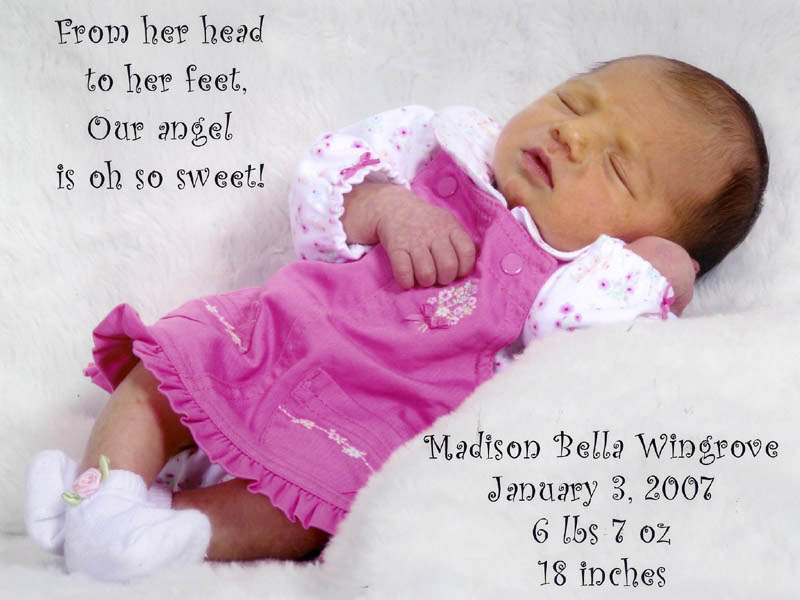 From her head
to her feet,
Our angel
is oh so sweet!
Madison Bella Wingrove
January 3, 2007
6 lbs 7 oz
18 inches